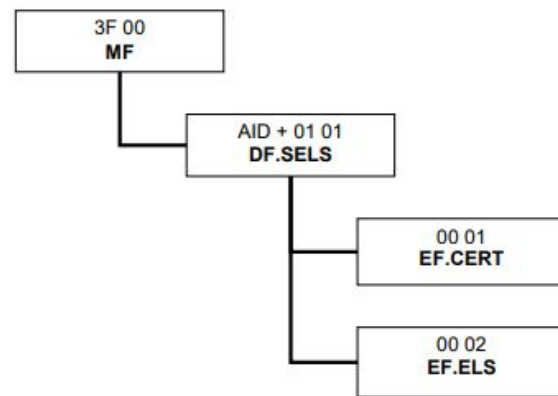 3F 00
MF
AID + 01 01
DF.SELS
00 01
EF.CERT
00 02
EF.ELS